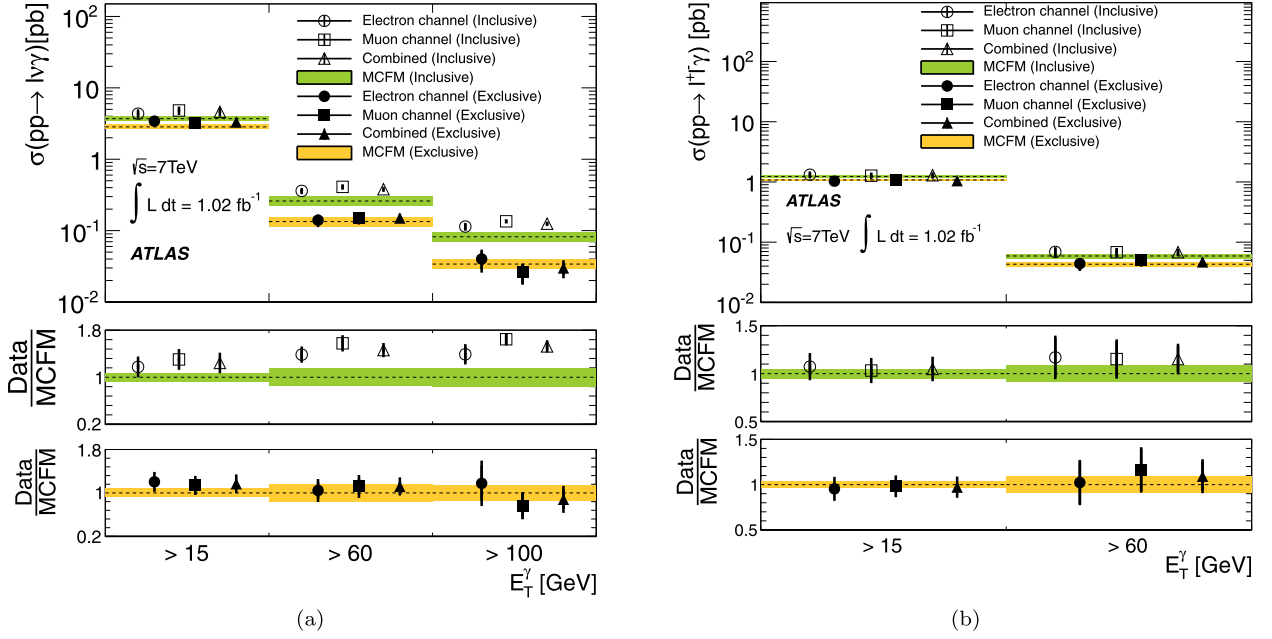 σ(pp→ lνγ)[pb]
10²
10
1
10⁻¹
10⁻²
Electron channel (Inclusive)
Muon channel (Inclusive)
Combined (Inclusive)
MCFM (Inclusive)
Electron channel (Exclusive)
Muon channel (Exclusive)
Combined (Exclusive)
MCFM (Exclusive)
√s=7TeV
∫ L dt = 1.02 fb⁻¹
ATLAS
Data
MCFM
1.8
1
0.2
Data
MCFM
1.8
1
0.2
> 15 > 60 > 100
E_T^γ [GeV]
(a)
σ(pp→ l⁺l⁻γ) [pb]
10²
10
1
10⁻¹
10⁻²
Electron channel (Inclusive)
Muon channel (Inclusive)
Combined (Inclusive)
MCFM (Inclusive)
Electron channel (Exclusive)
Muon channel (Exclusive)
Combined (Exclusive)
MCFM (Exclusive)
ATLAS
√s=7TeV ∫ L dt = 1.02 fb⁻¹
Data
MCFM
1.5
1
0.5
Data
MCFM
1.5
1
0.5
> 15 > 60
E_T^γ [GeV]
(b)